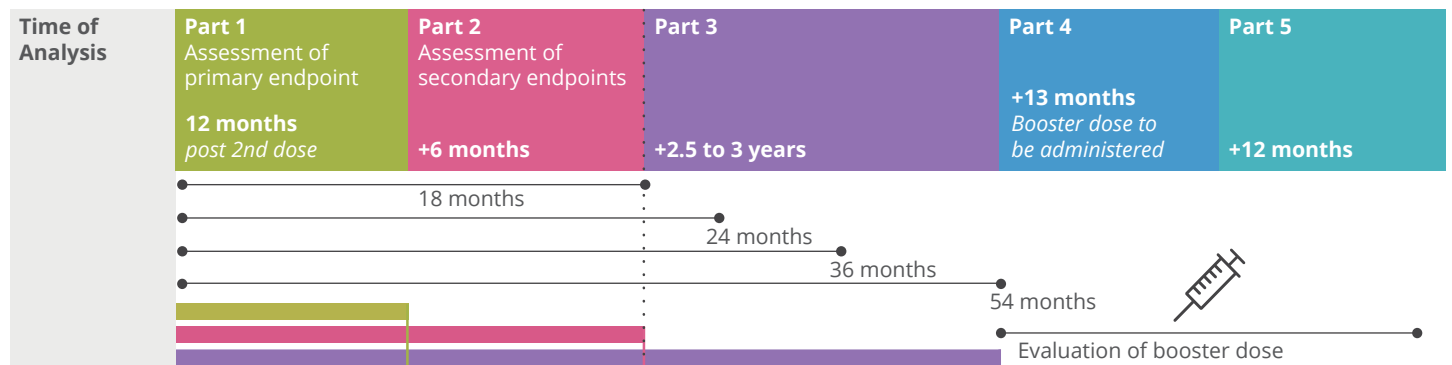 Time of
Analysis
Part 1
Assessment of
primary endpoint
12 months
post 2nd dose
Part 2
Assessment of
secondary endpoints
+6 months
Part 3
+2.5 to 3 years
Part 4
+13 months
Booster dose to
be administered
Part 5
+12 months
18 months
24 months
36 months
54 months
Evaluation of booster dose